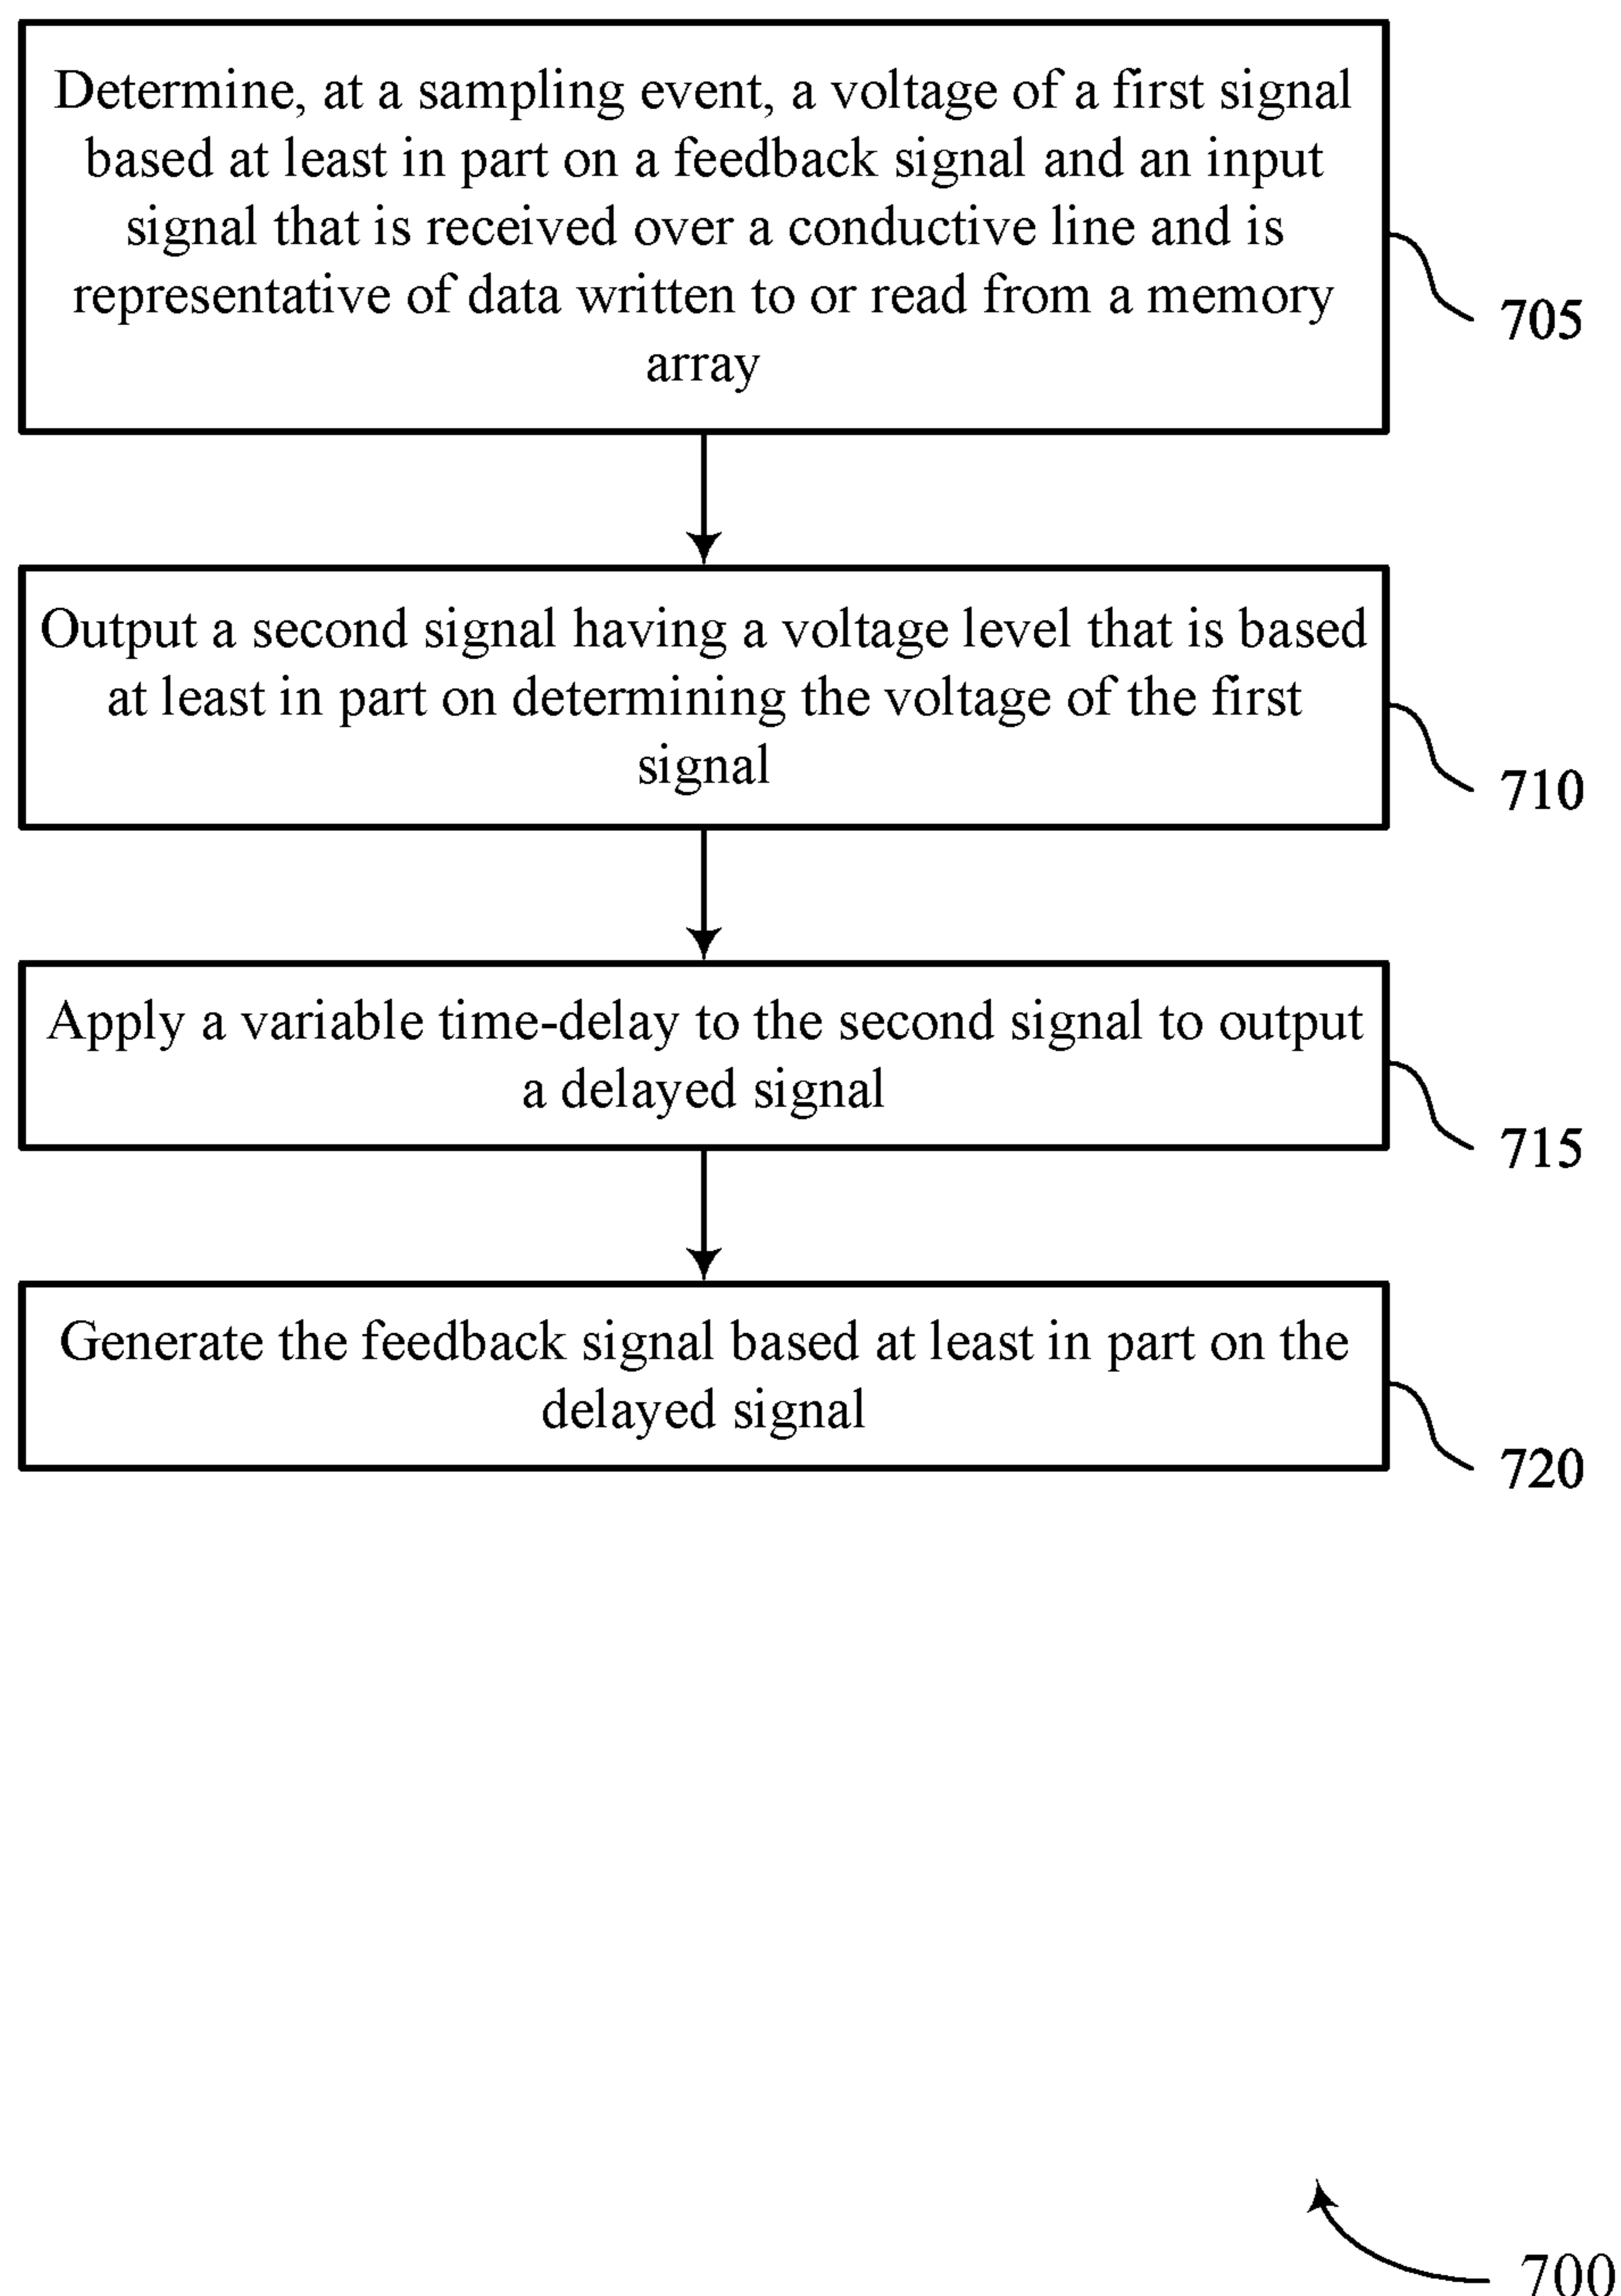 Determine, at a sampling event, a voltage of a first signal
based at least in part on a feedback signal and an input
signal that is received over a conductive line and is
representative of data written to or read from a memory
array
705
Output a second signal having a voltage level that is based
at least in part on determining the voltage of the first
signal
710
Apply a variable time-delay to the second signal to output
a delayed signal
715
Generate the feedback signal based at least in part on the
delayed signal
720
700